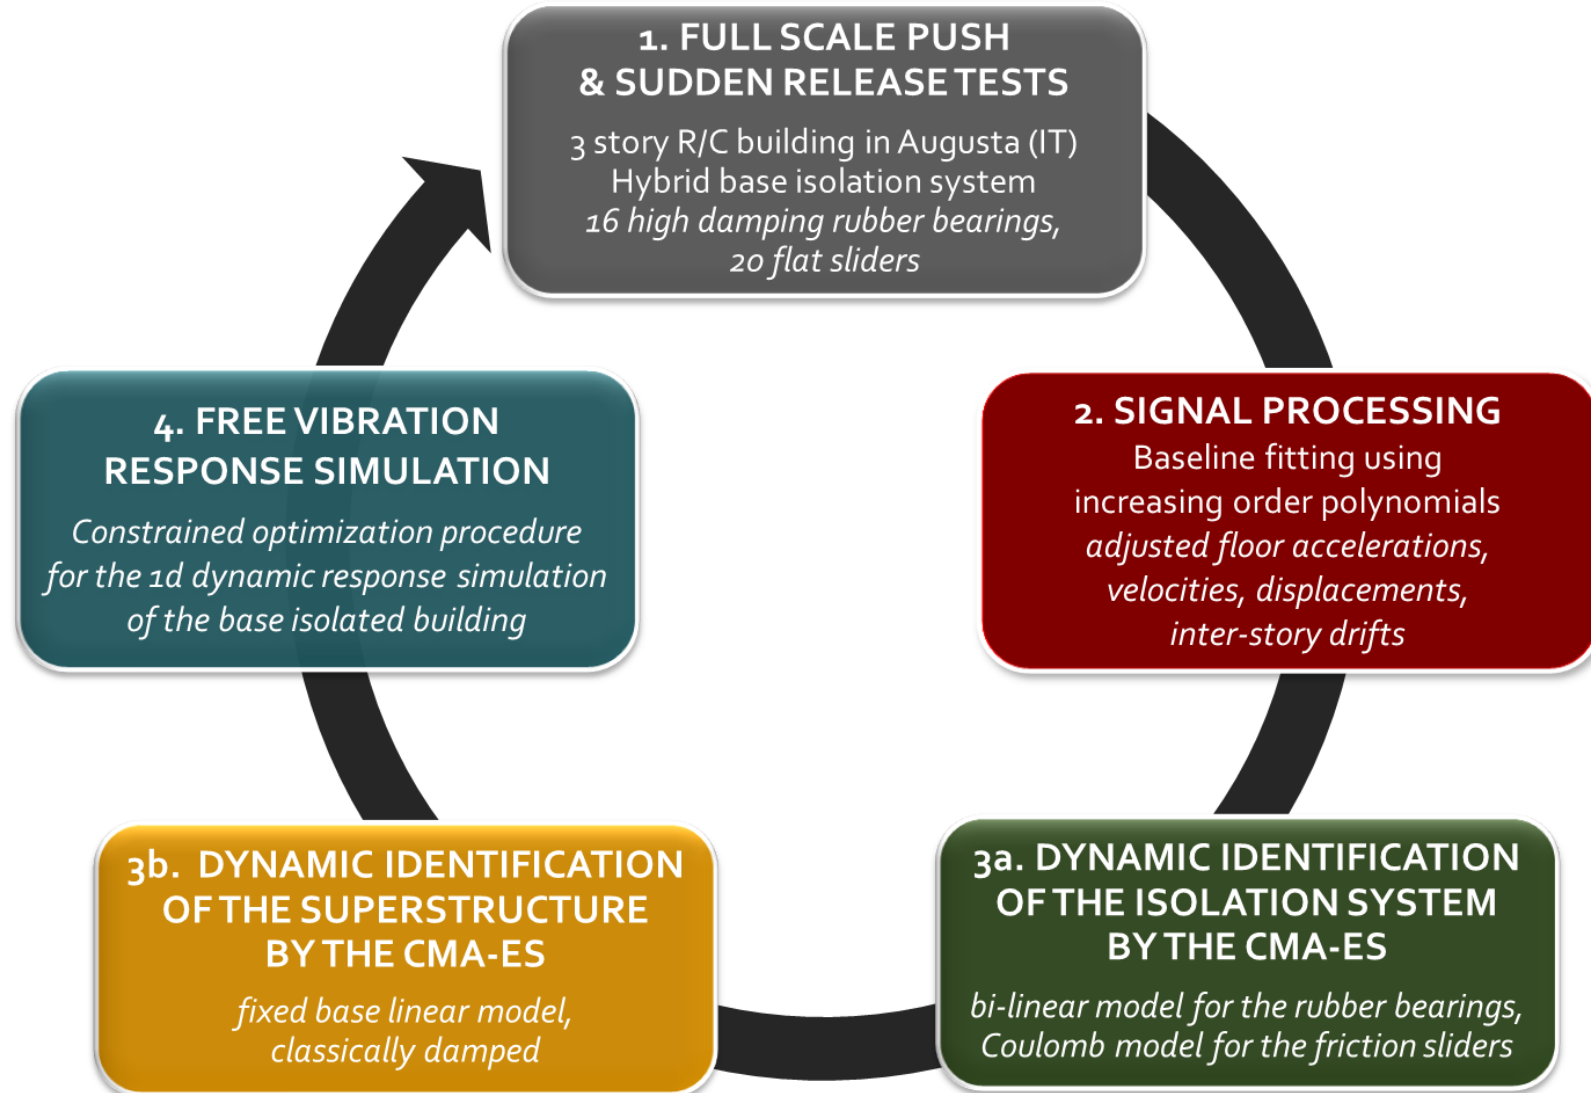 1. FULL SCALE PUSH
& SUDDEN RELEASE TESTS
3 story R/C building in Augusta (IT)
Hybrid base isolation system
16 high damping rubber bearings,
20 flat sliders
2. SIGNAL PROCESSING
Baseline fitting using
increasing order polynomials
adjusted floor accelerations,
velocities, displacements,
inter-story drifts
3a. DYNAMIC IDENTIFICATION
OF THE ISOLATION SYSTEM
BY THE CMA-ES
bi-linear model for the rubber bearings,
Coulomb model for the friction sliders
3b. DYNAMIC IDENTIFICATION
OF THE SUPERSTRUCTURE
BY THE CMA-ES
fixed base linear model,
classically damped
4. FREE VIBRATION
RESPONSE SIMULATION
Constrained optimization procedure
for the 1d dynamic response simulation
of the base isolated building